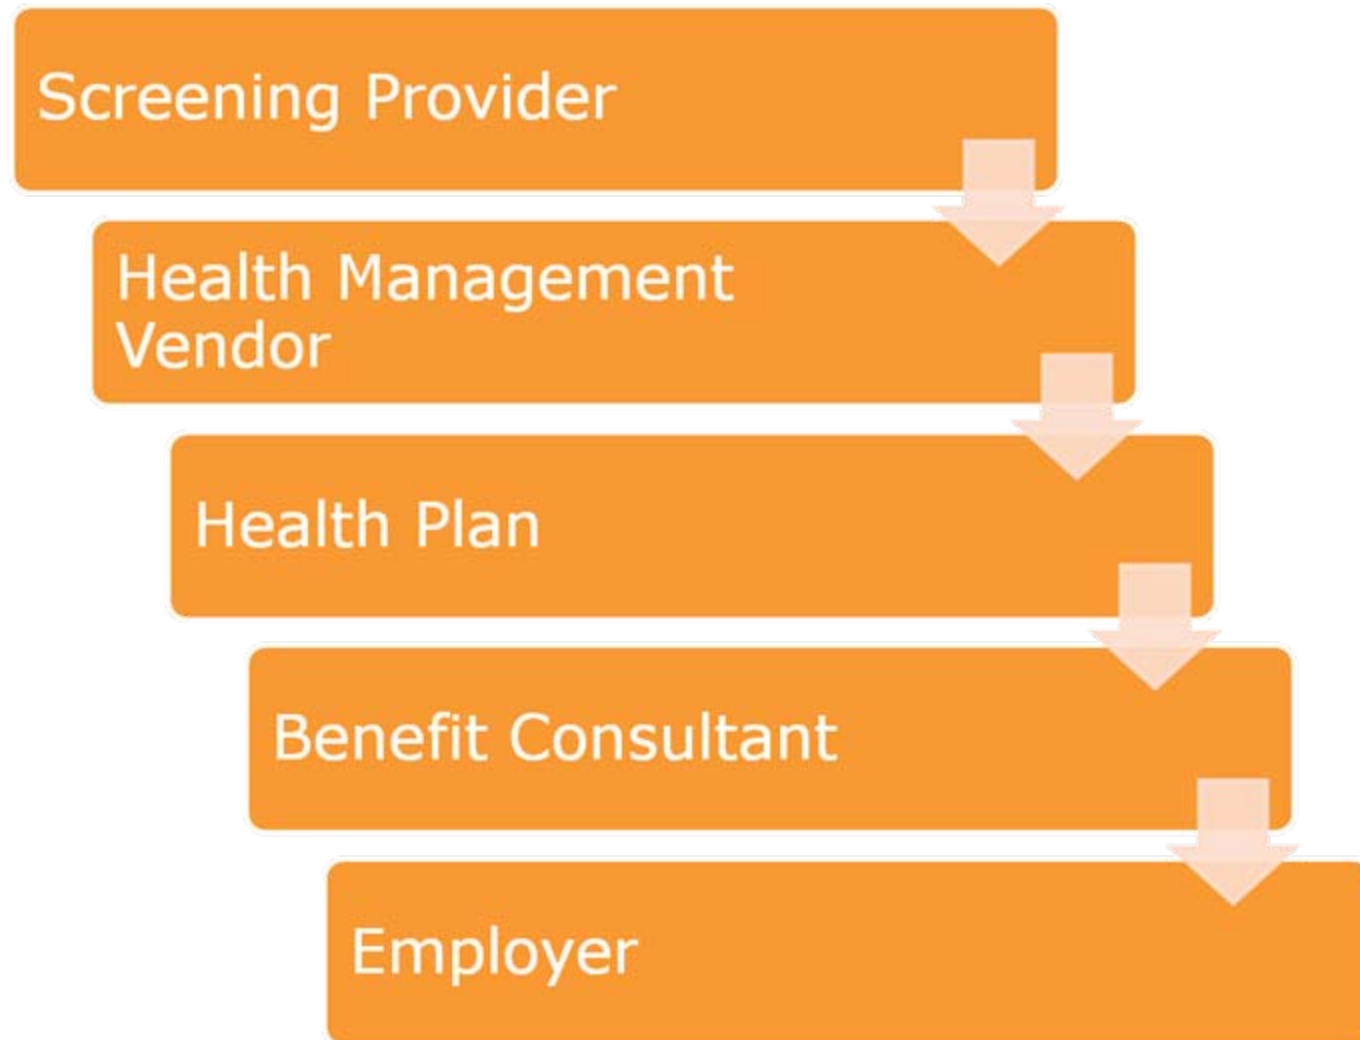 Screening Provider
Health Management
Vendor
Health Plan
Benefit Consultant
Employer